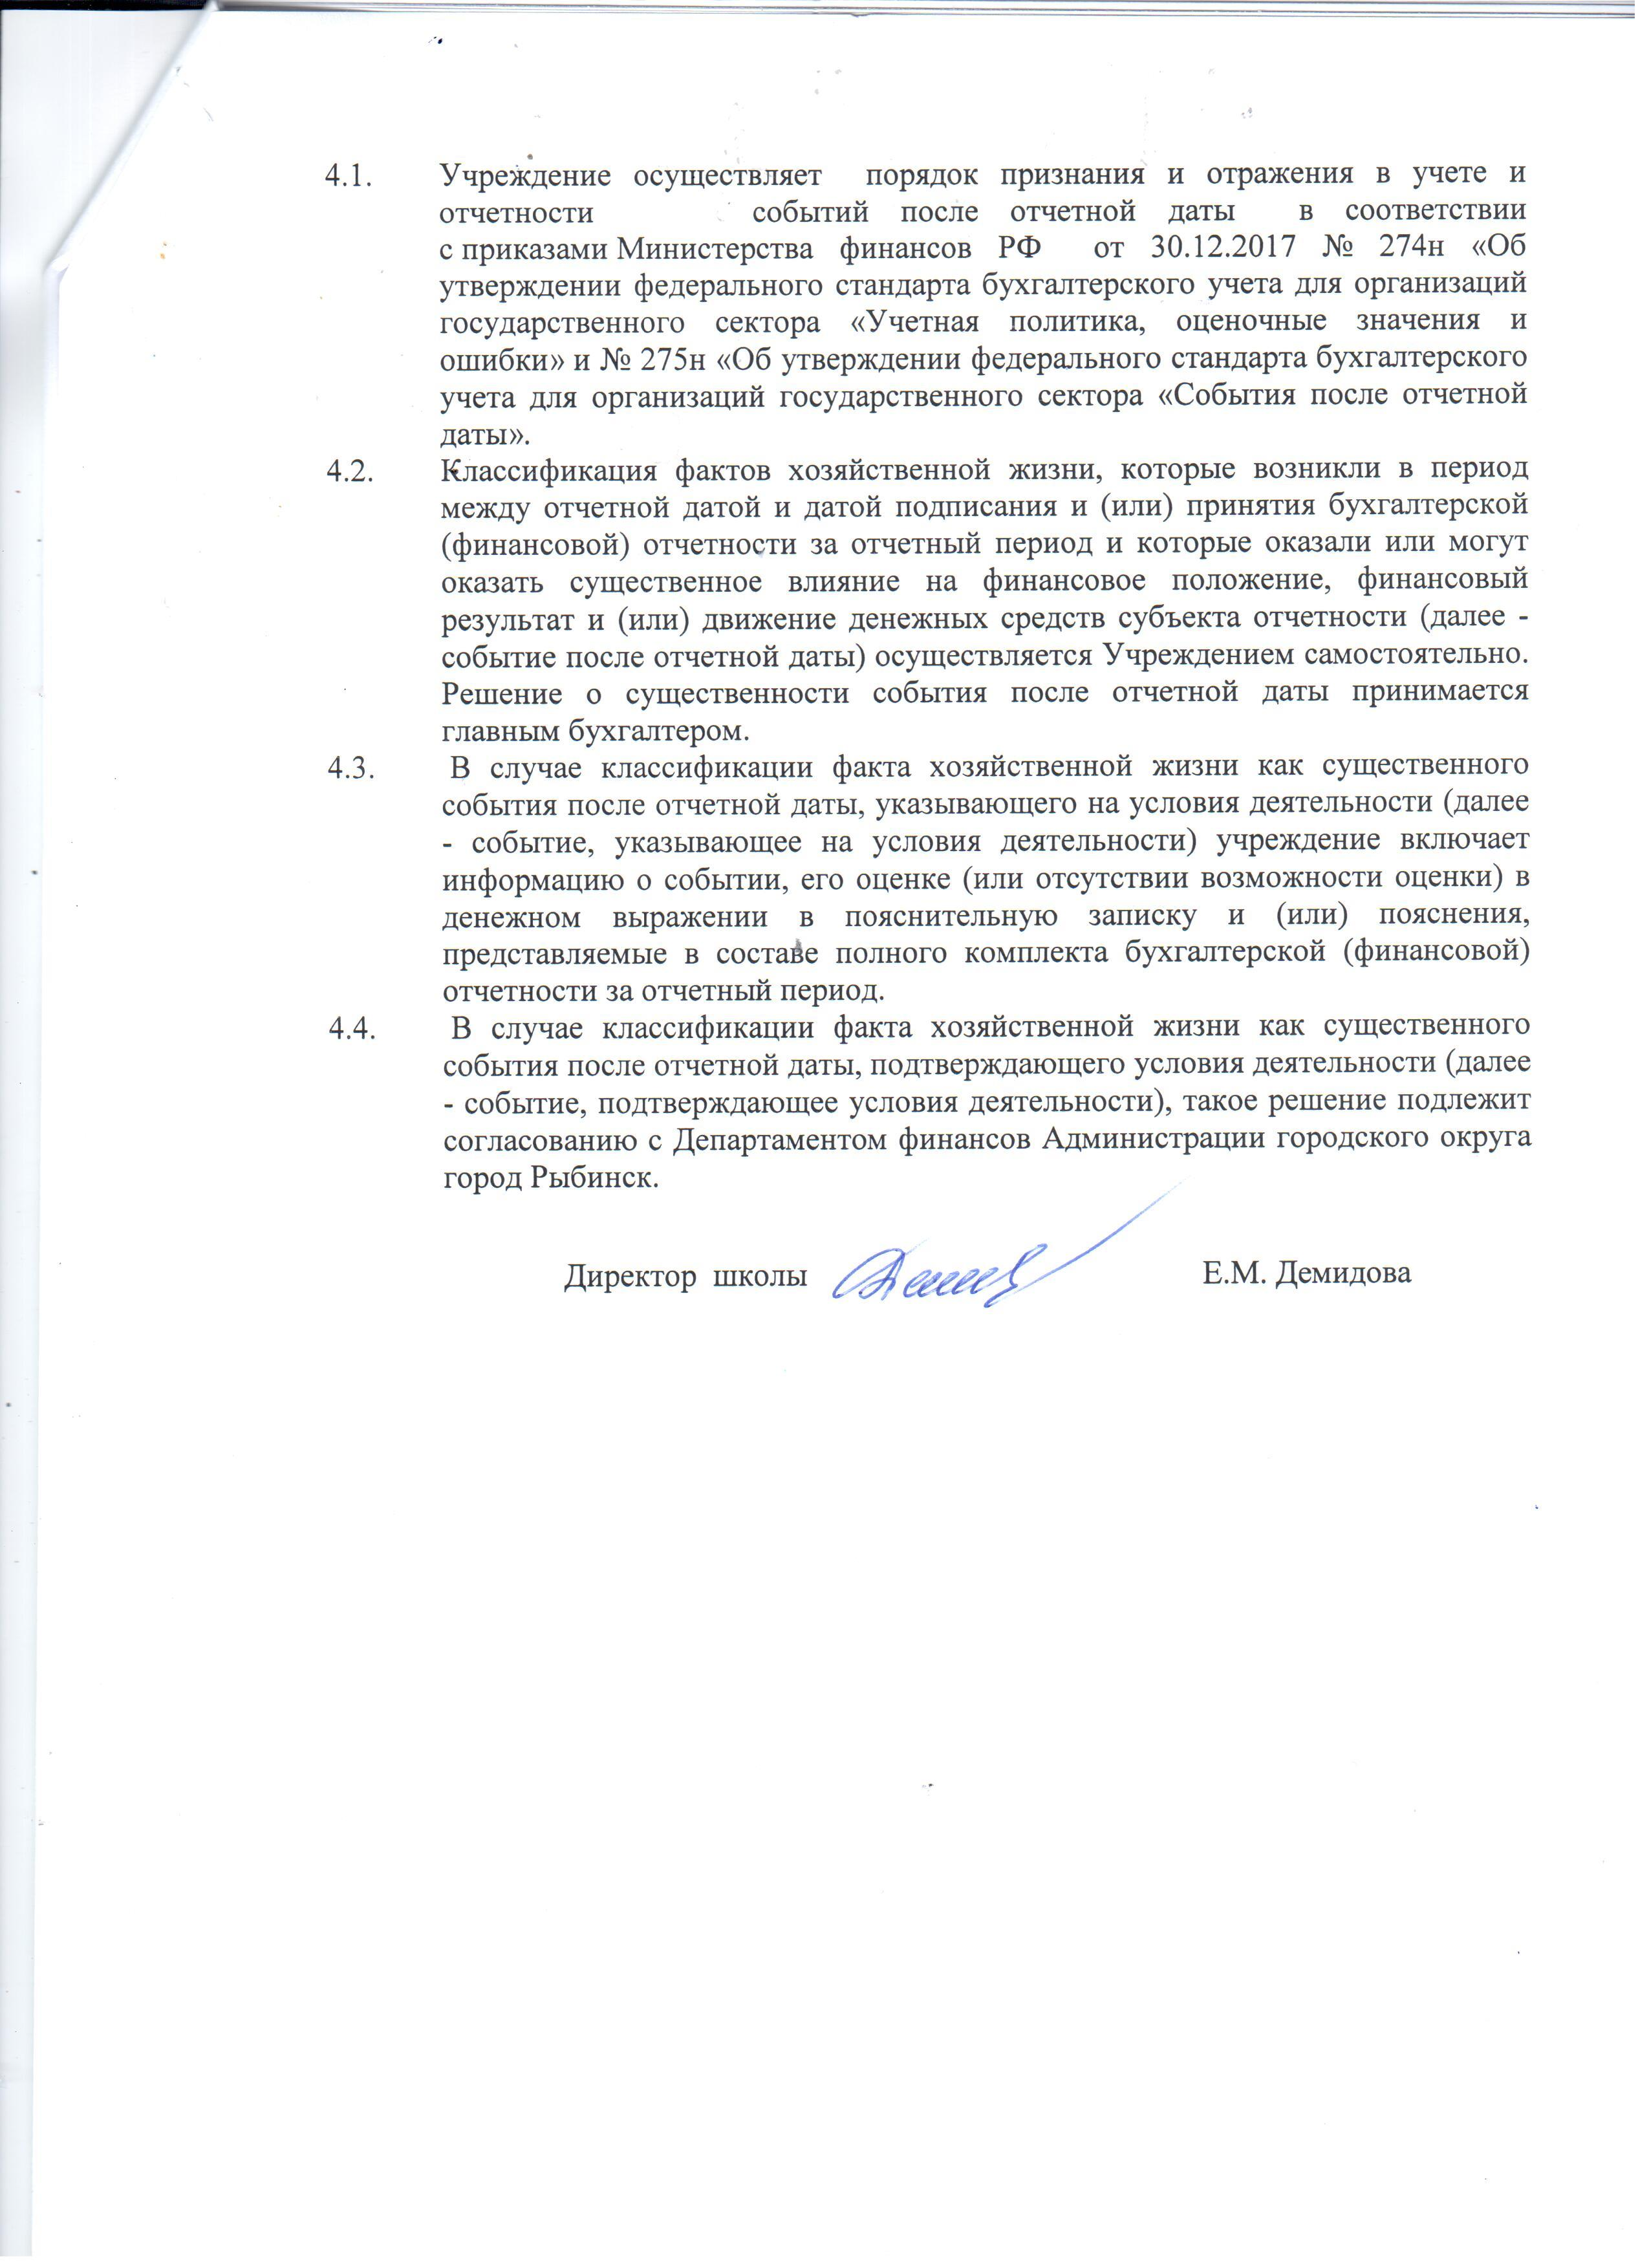 4.1. Учреждение осуществляет порядок признания и отражения в учете и
отчетности событий после отчетной даты в соответствии
с приказами Министерства финансов РФ от 30.12.2017 № 274н «Об
утверждении федерального стандарта бухгалтерского учета для организаций
государственного сектора «Учетная политика, оценочные значения и
ошибки» и № 275н «Об утверждении федерального стандарта бухгалтерского
учета для организаций государственного сектора «События после отчетной
даты».
4.2. Классификация фактов хозяйственной жизни, которые возникли в период
между отчетной датой и датой подписания и (или) принятия бухгалтерской
(финансовой) отчетности за отчетный период и которые оказали или могут
оказать существенное влияние на финансовое положение, финансовый
результат и (или) движение денежных средств субъекта отчетности (далее -
событие после отчетной даты) осуществляется Учреждением самостоятельно.
Решение о существенности события после отчетной даты принимается
главным бухгалтером.
4.3. В случае классификации факта хозяйственной жизни как существенного
события после отчетной даты, указывающего на условия деятельности (далее
- событие, указывающее на условия деятельности) учреждение включает
информацию о событии, его оценке (или отсутствии возможности оценки) в
денежном выражении в пояснительную записку и (или) пояснения,
представляемые в составе полного комплекта бухгалтерской (финансовой)
отчетности за отчетный период.
4.4. В случае классификации факта хозяйственной жизни как существенного
события после отчетной даты, подтверждающего условия деятельности (далее
- событие, подтверждающее условия деятельности), такое решение подлежит
согласованию с Департаментом финансов Администрации городского округа
город Рыбинск.
Директор школы Е.М. Демидова